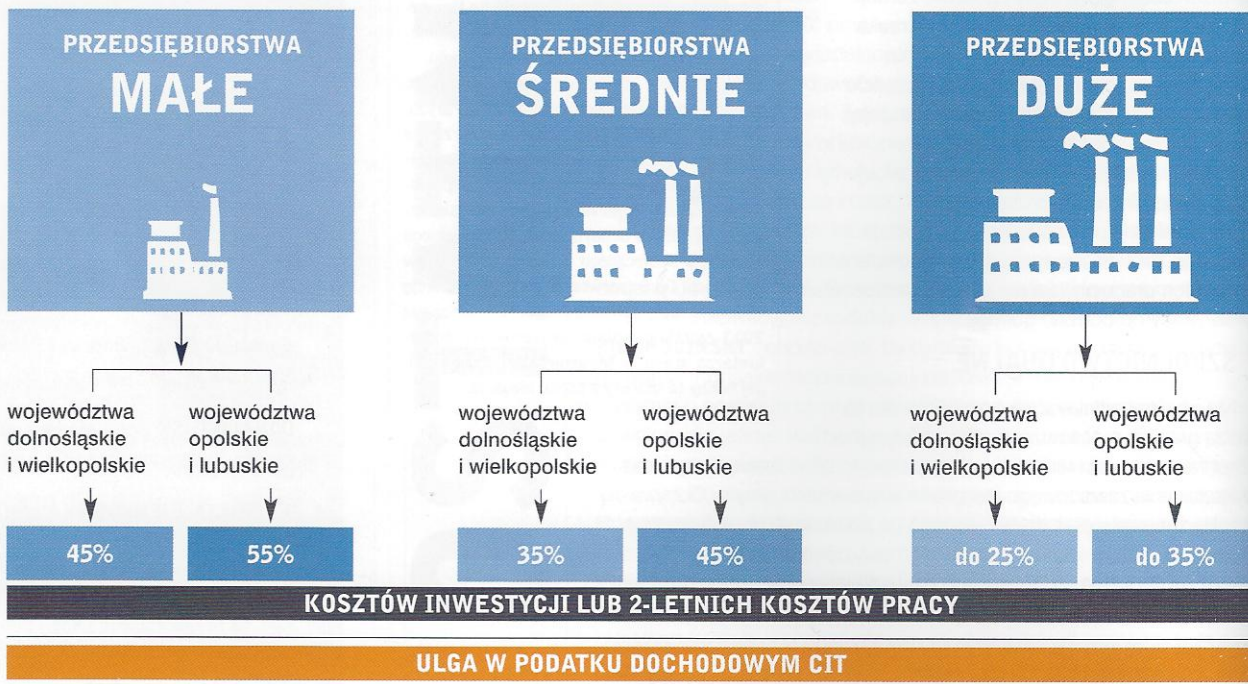 PRZEDSIĘBIORSTWA
MAŁE
województwa
dolnośląskie
i wielkopolskie
województwa
opolskie
i lubuskie
45%
55%
PRZEDSIĘBIORSTWA
ŚREDNIE
województwa
dolnośląskie
i wielkopolskie
województwa
opolskie
i lubuskie
35%
45%
PRZEDSIĘBIORSTWA
DUŻE
województwa
dolnośląskie
i wielkopolskie
województwa
opolskie
i lubuskie
do 25%
do 35%
KOSZTÓW INWESTYCJI LUB 2-LETNICH KOSZTÓW PRACY
ULGA W PODATKU DOCHODOWYM CIT